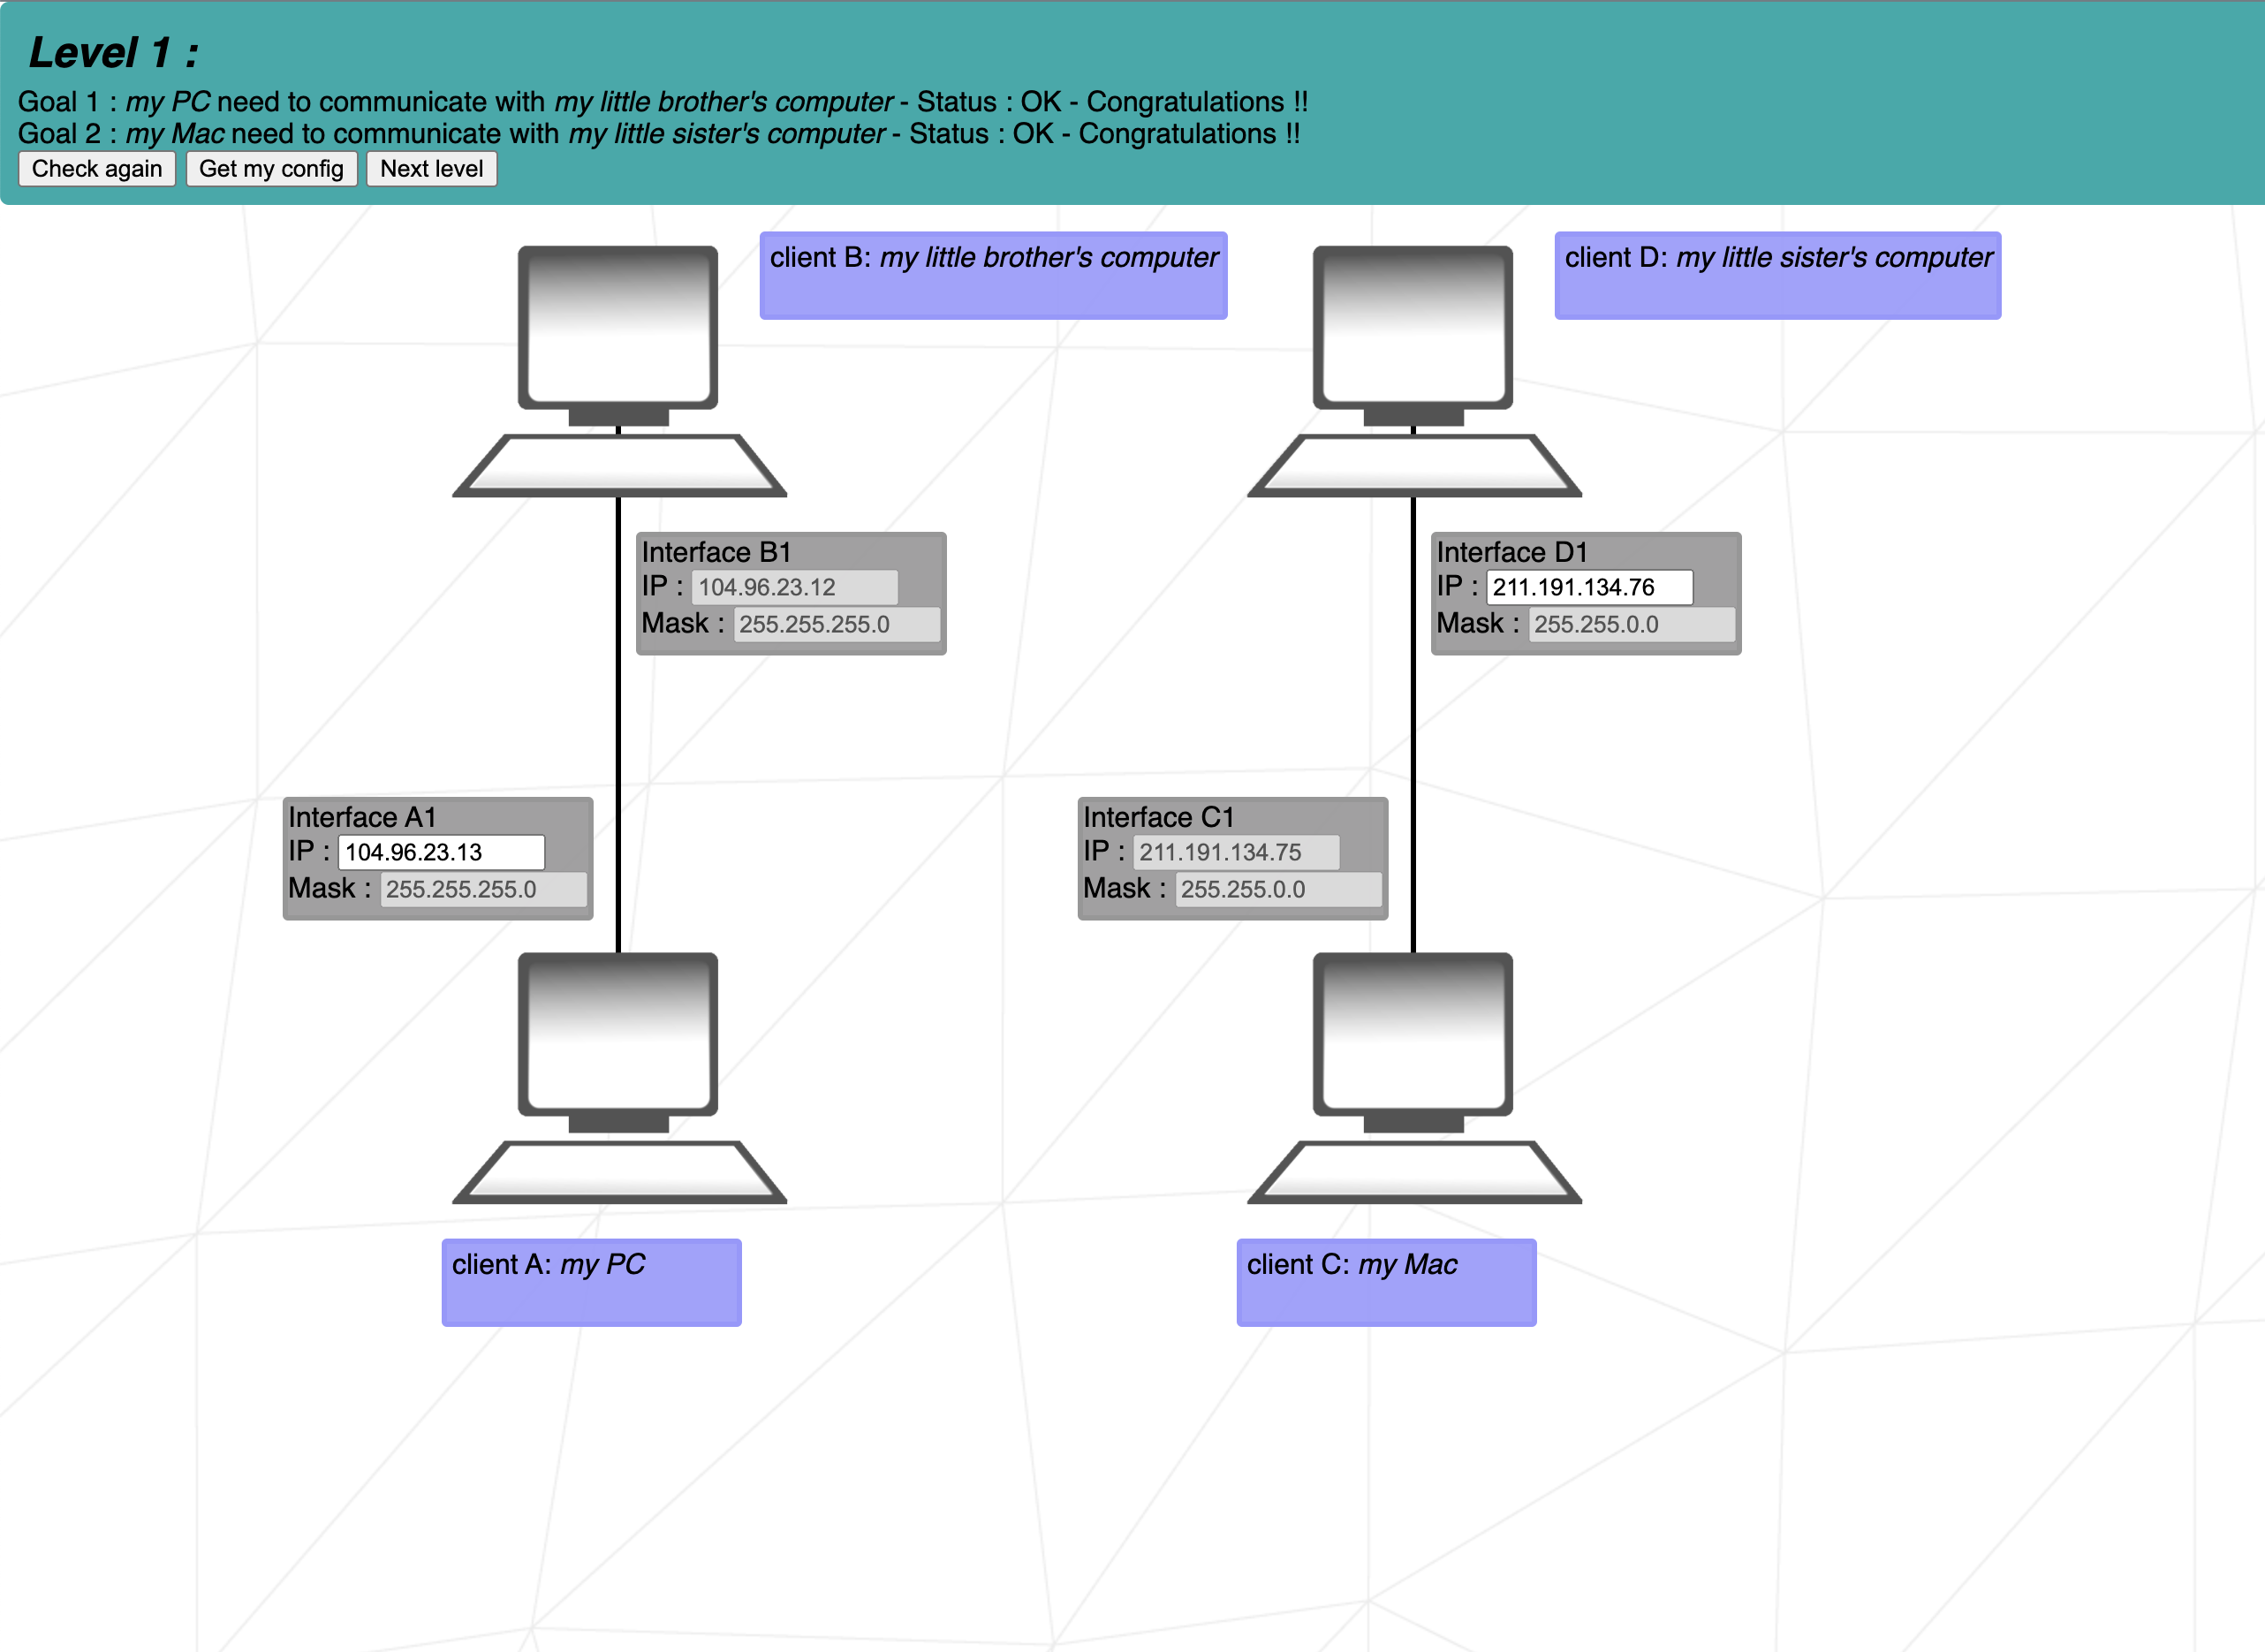 Level 1 :
Goal 1 : my PC need to communicate with my little brother's computer - Status : OK - Congratulations !!
Goal 2 : my Mac need to communicate with my little sister's computer - Status : OK - Congratulations !!
Check again Get my config Next level
client B: my little brother's computer
client D: my little sister's computer
Interface B1
IP : 104.96.23.12
Mask : 255.255.255.0
Interface D1
IP : 211.191.134.76
Mask : 255.255.0.0
Interface A1
IP : 104.96.23.13
Mask : 255.255.255.0
Interface C1
IP : 211.191.134.75
Mask : 255.255.0.0
client A: my PC
client C: my Mac